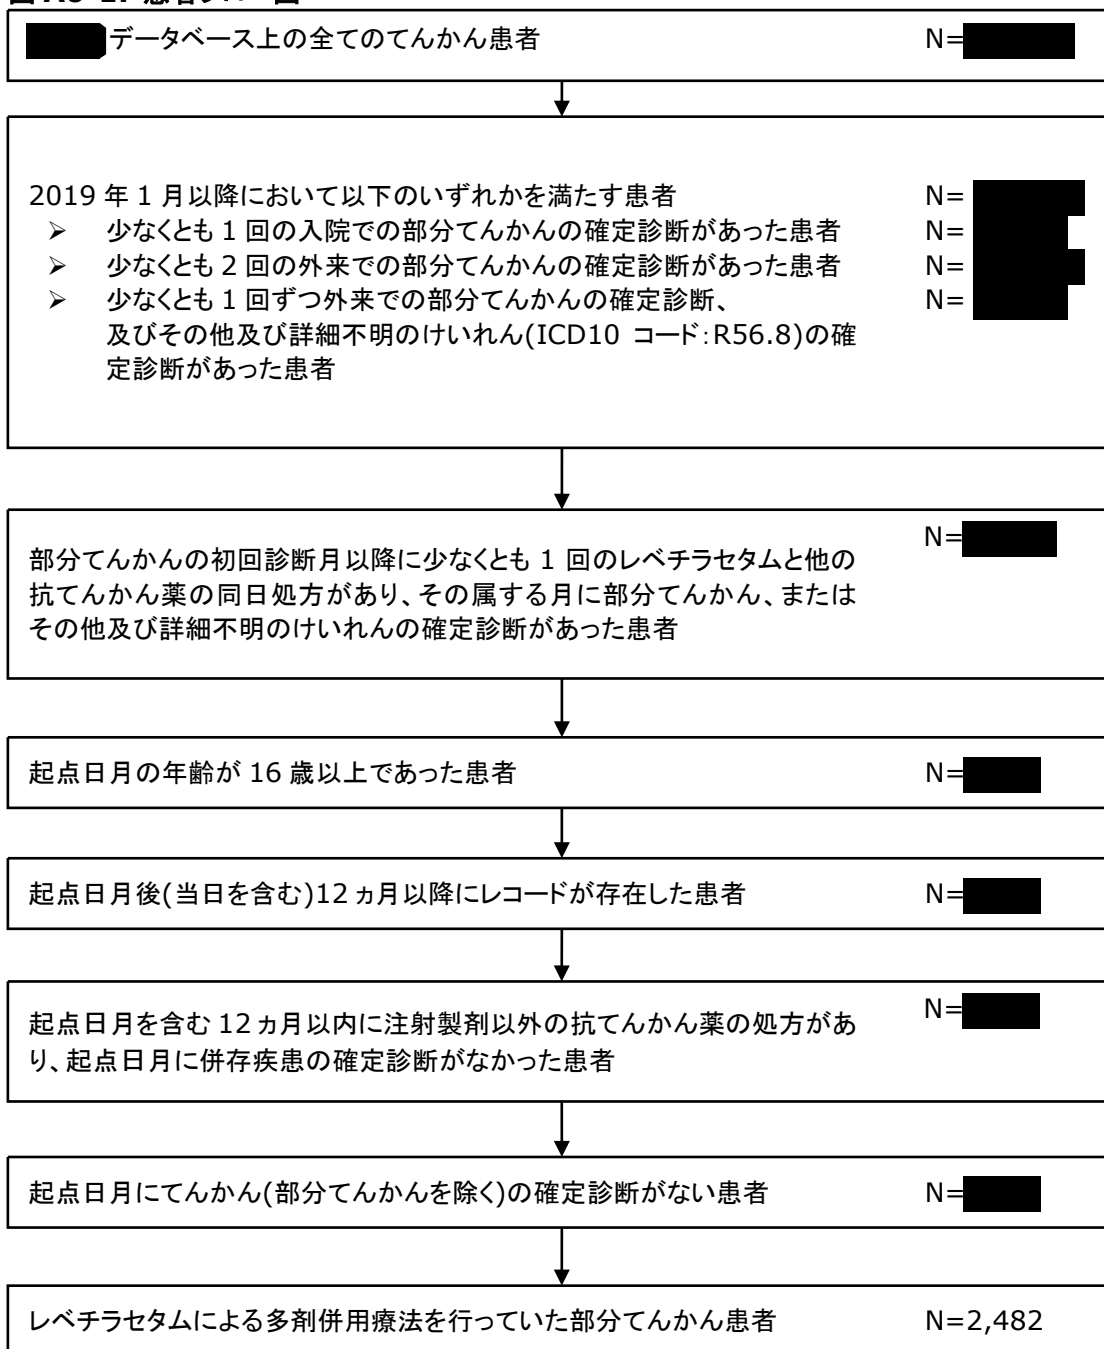 データベース上の全てのてんかん患者 N=
2019 年 1 月以降において以下のいずれかを満たす患者 N=
➢ 少なくとも 1 回の入院での部分てんかんの確定診断があった患者 N=
➢ 少なくとも 2 回の外来での部分てんかんの確定診断があった患者 N=
➢ 少なくとも 1 回ずつ外来での部分てんかんの確定診断、 N=
及びその他及び詳細不明のけいれん(ICD10 コード:R56.8)の確
定診断があった患者
N=
部分てんかんの初回診断月以降に少なくとも 1 回のレベチラセタムと他の
抗てんかん薬の同日処方があり、その属する月に部分てんかん、または
その他及び詳細不明のけいれんの確定診断があった患者
起点日月の年齢が 16 歳以上であった患者 N=
起点日月後(当日を含む)12 ヵ月以降にレコードが存在した患者 N=
起点日月を含む 12 ヵ月以内に注射製剤以外の抗てんかん薬の処方があ N=
り、起点日月に併存疾患の確定診断がなかった患者
起点日月にてんかん(部分てんかんを除く)の確定診断がない患者 N=
レベチラセタムによる多剤併用療法を行っていた部分てんかん患者 N=2,482